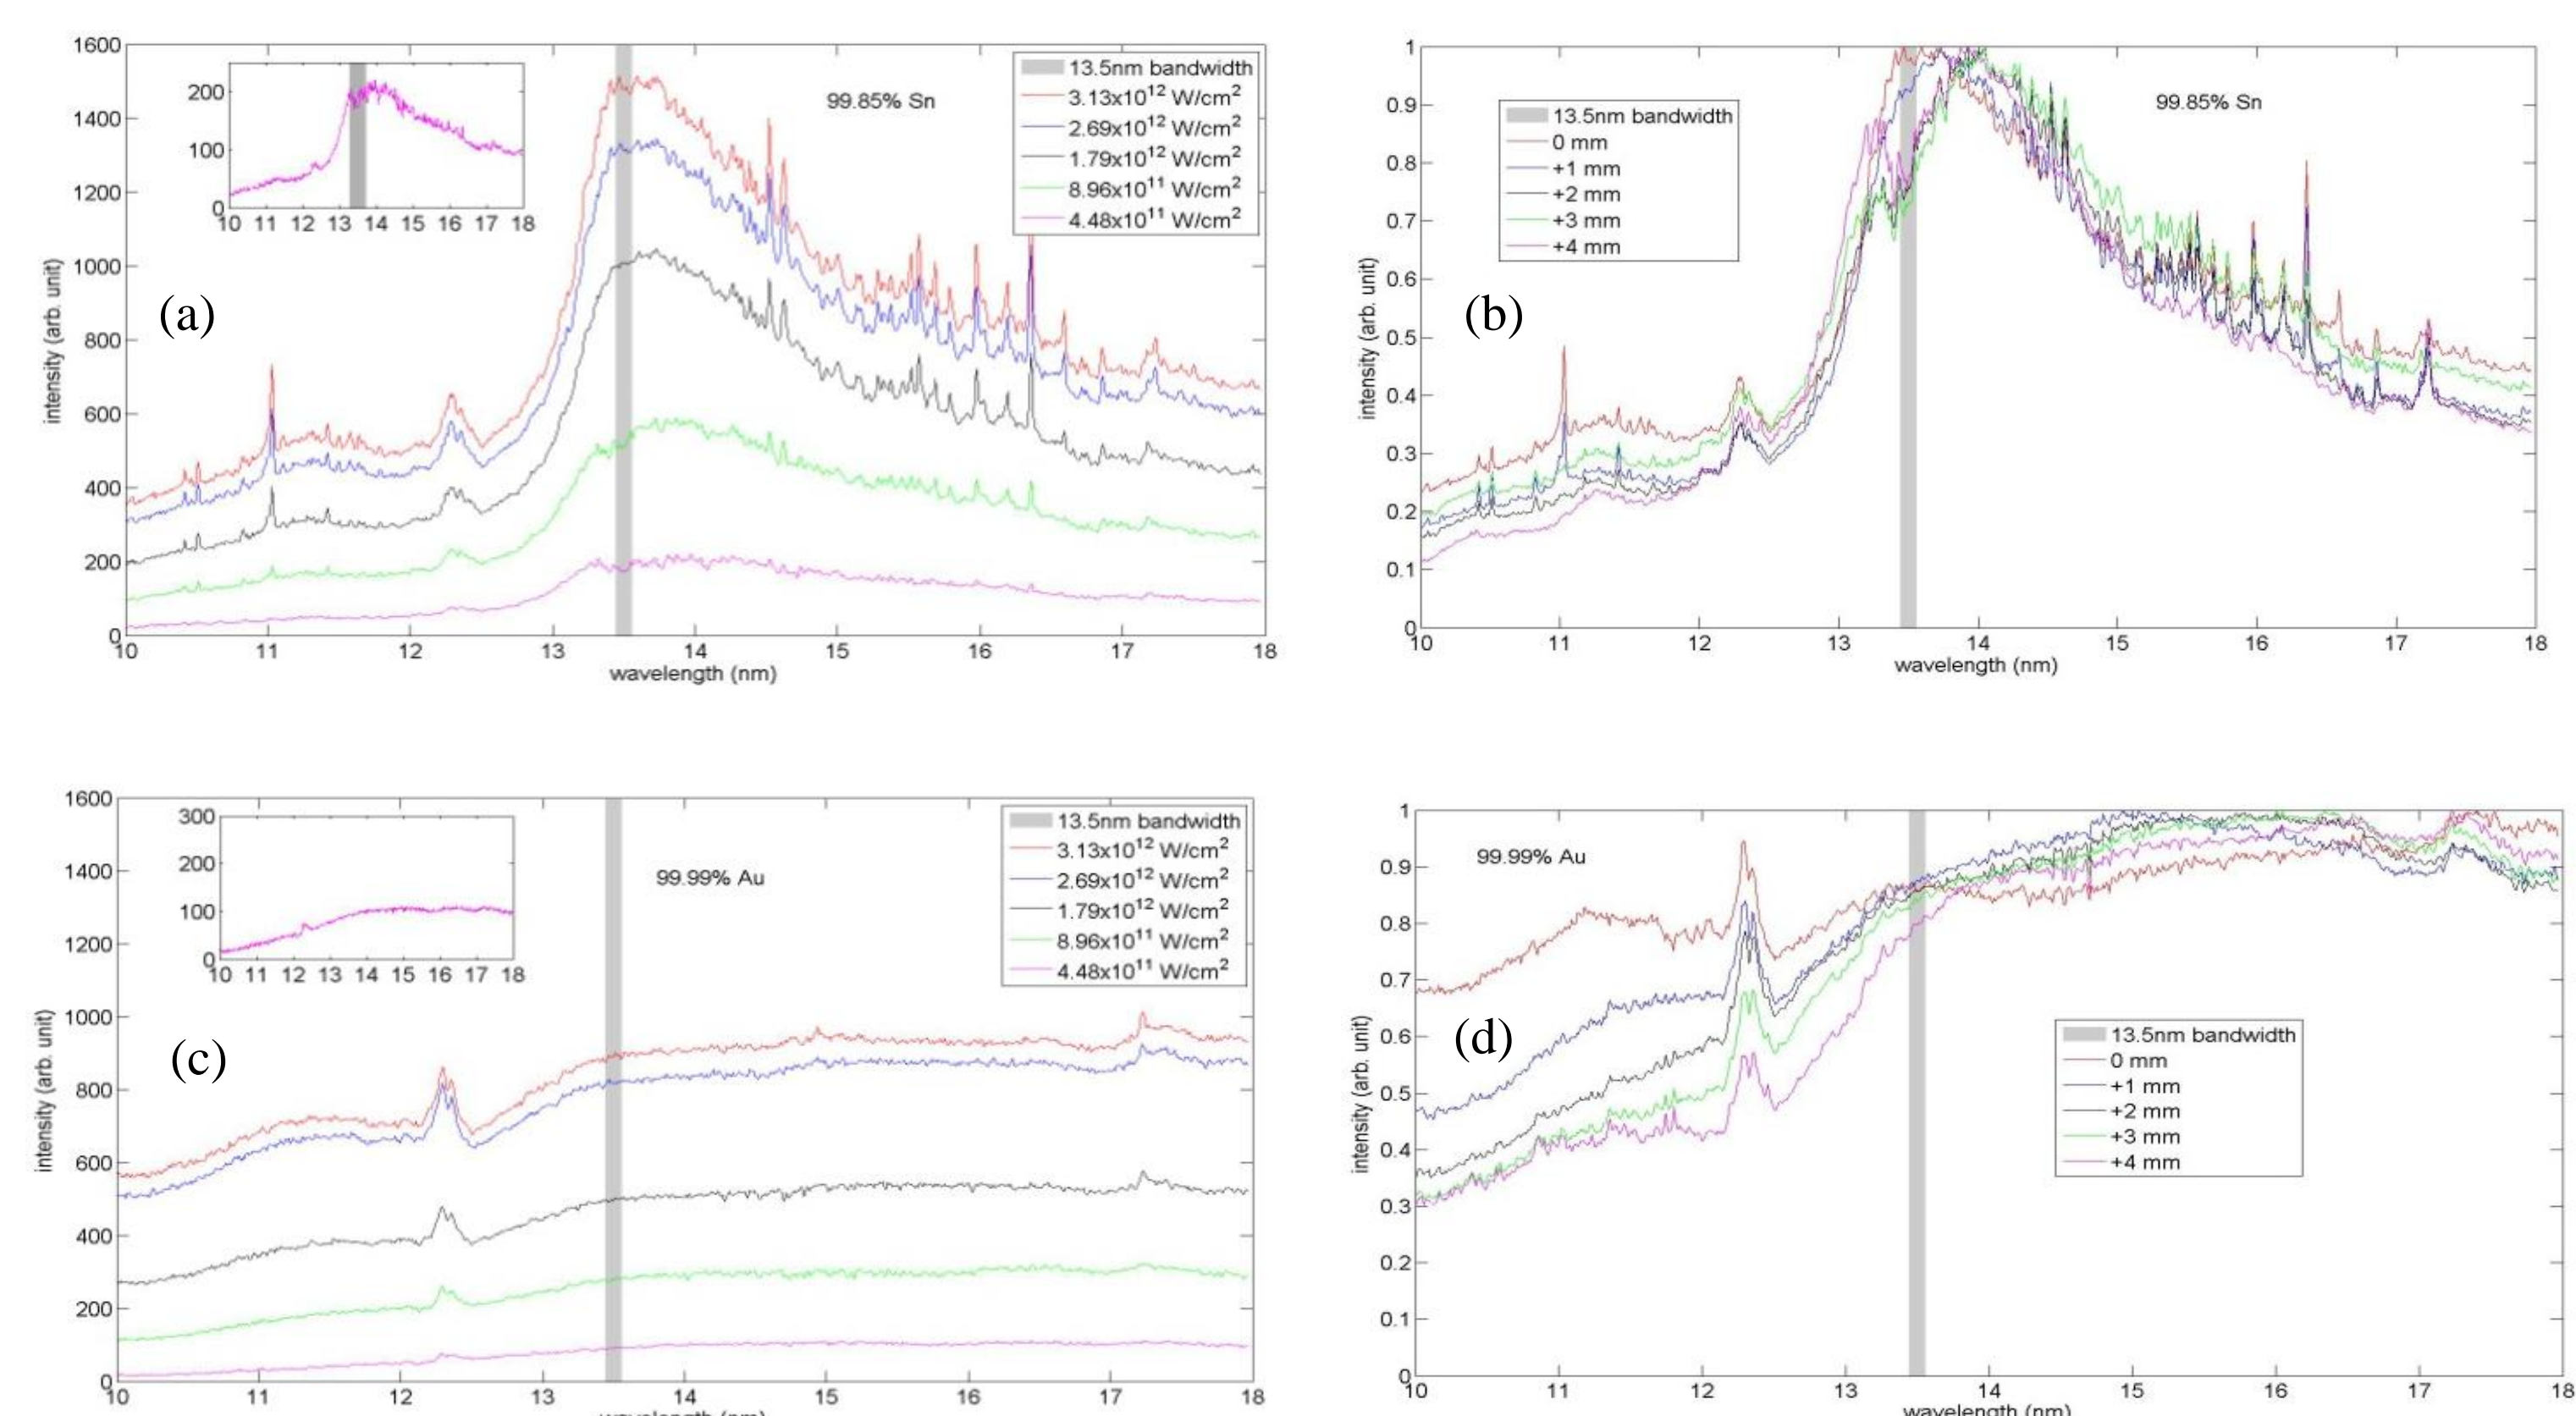 1600
1400
1200
1000
800
600
400
200
0
10 11 12 13 14 15 16 17 18
wavelength (nm)
intensity (arb. unit)
(a)
200
100
0
10 11 12 13 14 15 16 17 18
99.85% Sn
13.5nm bandwidth
3.13x10¹² W/cm²
2.69x10¹² W/cm²
1.79x10¹² W/cm²
8.96x10¹¹ W/cm²
4.48x10¹¹ W/cm²
1
0.9
0.8
0.7
0.6
0.5
0.4
0.3
0.2
0.1
0
10 11 12 13 14 15 16 17 18
wavelength (nm)
intensity (arb. unit)
(b)
13.5nm bandwidth
0 mm
+1 mm
+2 mm
+3 mm
+4 mm
99.85% Sn
1600
1400
1200
1000
800
600
400
200
0
10 11 12 13 14 15 16 17 18
wavelength (nm)
intensity (arb. unit)
(c)
300
200
100
0
10 11 12 13 14 15 16 17 18
99.99% Au
13.5nm bandwidth
3.13x10¹² W/cm²
2.69x10¹² W/cm²
1.79x10¹² W/cm²
8.96x10¹¹ W/cm²
4.48x10¹¹ W/cm²
1
0.9
0.8
0.7
0.6
0.5
0.4
0.3
0.2
0.1
0
10 11 12 13 14 15 16 17 18
wavelength (nm)
intensity (arb. unit)
99.99% Au
(d)
13.5nm bandwidth
0 mm
+1 mm
+2 mm
+3 mm
+4 mm